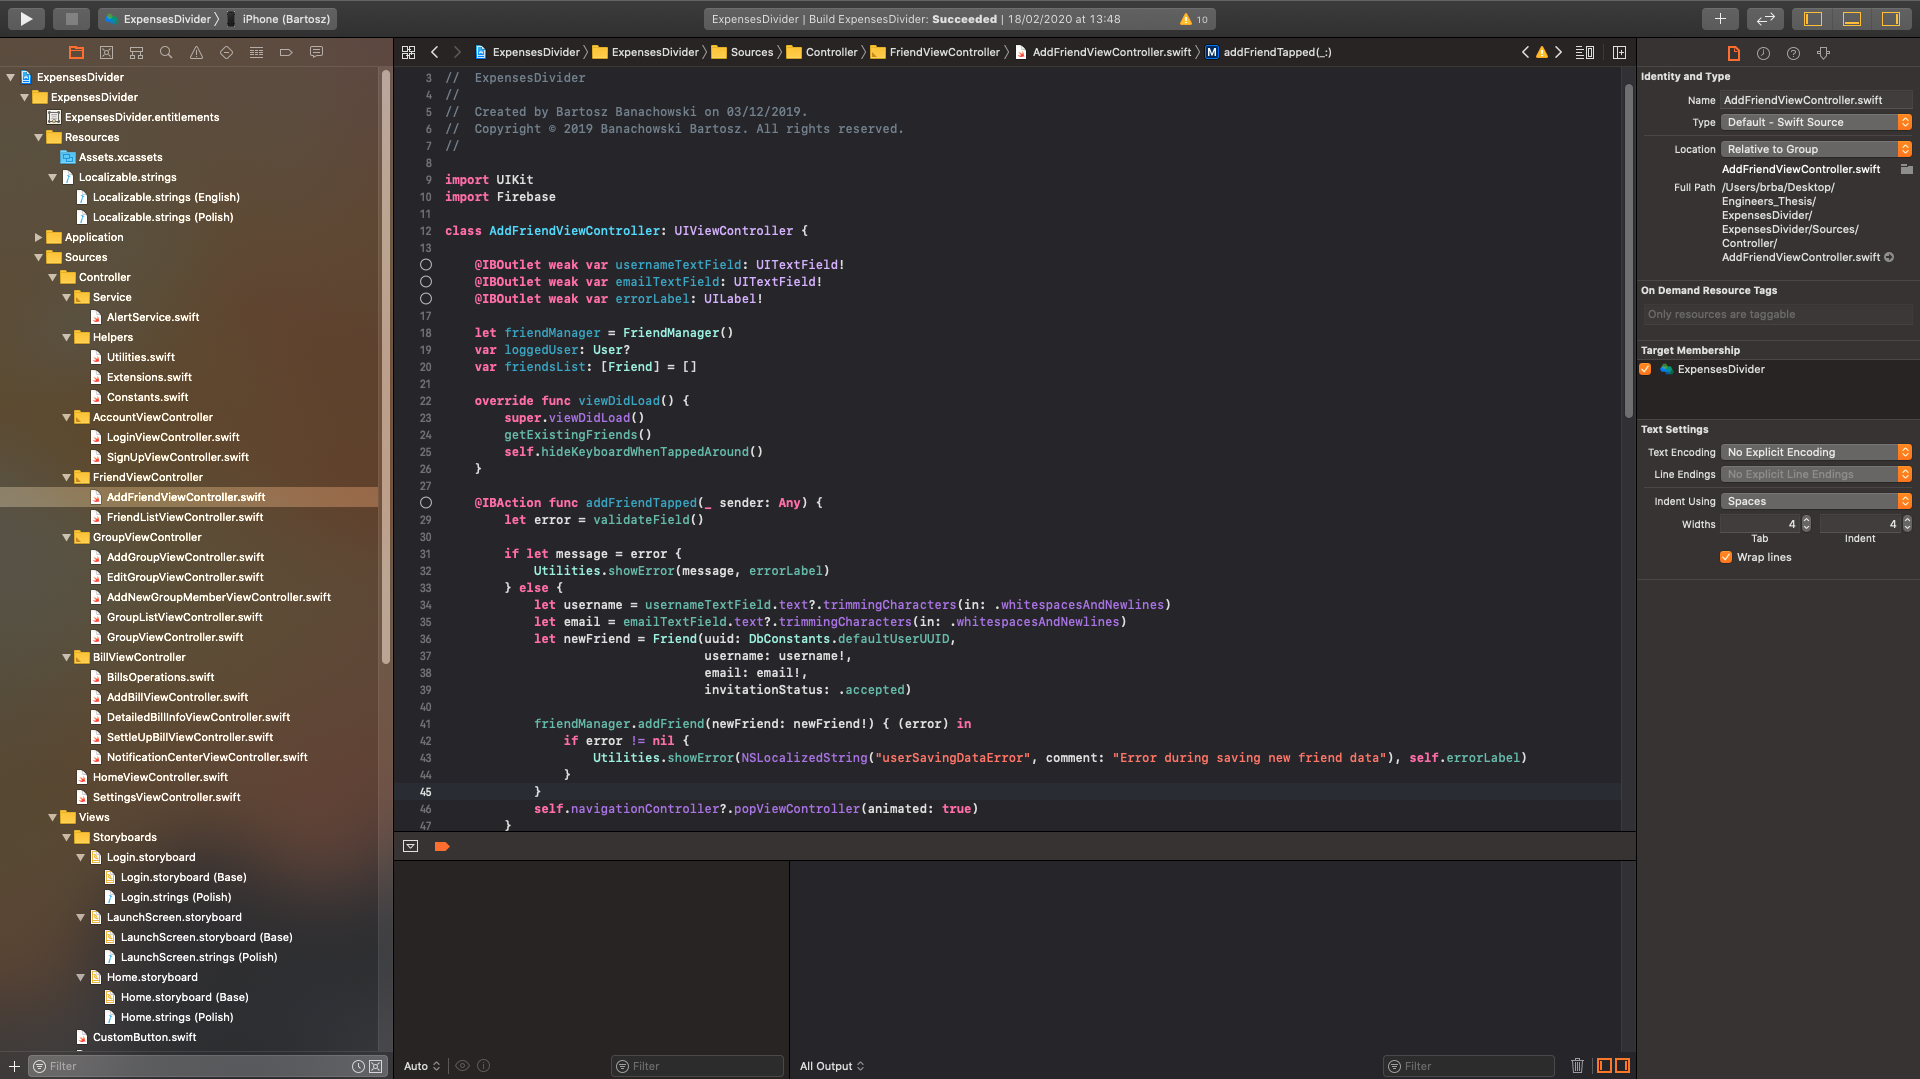 ExpensesDivider
iPhone (Bartosz)
ExpensesDivider | Build ExpensesDivider: Succeeded | 18/02/2020 at 13:48
10
ExpensesDivider
ExpensesDivider
ExpensesDivider.entitlements
Resources
Assets.xcassets
Localizable.strings
Localizable.strings (English)
Localizable.strings (Polish)
Application
Sources
Controller
Service
AlertService.swift
Helpers
Utilities.swift
Extensions.swift
Constants.swift
AccountViewController
LoginViewController.swift
SignUpViewController.swift
FriendViewController
AddFriendViewController.swift
FriendListViewController.swift
GroupViewController
AddGroupViewController.swift
EditGroupViewController.swift
AddNewGroupMemberViewController.swift
GroupListViewController.swift
GroupViewController.swift
BillViewController
BillsOperations.swift
AddBillViewController.swift
DetailedBillInfoViewController.swift
SettleUpBillViewController.swift
NotificationCenterViewController.swift
HomeViewController.swift
SettingsViewController.swift
Views
Storyboards
Login.storyboard
Login.storyboard (Base)
Login.strings (Polish)
LaunchScreen.storyboard
LaunchScreen.storyboard (Base)
LaunchScreen.strings (Polish)
Home.storyboard
Home.storyboard (Base)
Home.strings (Polish)
CustomButton.swift
Filter
ExpensesDivider
ExpensesDivider
Sources
Controller
FriendViewController
AddFriendViewController.swift
M addFriendTapped(_:)
3 //  ExpensesDivider
4 //
5 //  Created by Bartosz Banachowski on 03/12/2019.
6 //  Copyright © 2019 Banachowski Bartosz. All rights reserved.
7 //
8
9 import UIKit
10 import Firebase
11
12 class AddFriendViewController: UIViewController {
13
@IBOutlet weak var usernameTextField: UITextField!
@IBOutlet weak var emailTextField: UITextField!
@IBOutlet weak var errorLabel: UILabel!
17
18     let friendManager = FriendManager()
19     var loggedUser: User?
20     var friendsList: [Friend] = []
21
22     override func viewDidLoad() {
23         super.viewDidLoad()
24         getExistingFriends()
25         self.hideKeyboardWhenTappedAround()
26     }
27
@IBAction func addFriendTapped(_ sender: Any) {
29         let error = validateField()
30
31         if let message = error {
32             Utilities.showError(message, errorLabel)
33         } else {
34             let username = usernameTextField.text?.trimmingCharacters(in: .whitespacesAndNewlines)
35             let email = emailTextField.text?.trimmingCharacters(in: .whitespacesAndNewlines)
36             let newFriend = Friend(uuid: DbConstants.defaultUserUUID,
37                                    username: username!,
38                                    email: email!,
39                                    invitationStatus: .accepted)
40
41             friendManager.addFriend(newFriend: newFriend!) { (error) in
42                 if error != nil {
43                     Utilities.showError(NSLocalizedString("userSavingDataError", comment: "Error during saving new friend data"), self.errorLabel)
44                 }
45             }
46             self.navigationController?.popViewController(animated: true)
47         }
Auto
Filter
All Output
Filter
Identity and Type
Name AddFriendViewController.swift
Type Default - Swift Source
Location Relative to Group
AddFriendViewController.swift
Full Path /Users/brba/Desktop/
Engineers_Thesis/
ExpensesDivider/
ExpensesDivider/Sources/
Controller/
AddFriendViewController.swift
On Demand Resource Tags
Only resources are taggable
Target Membership
ExpensesDivider
Text Settings
Text Encoding No Explicit Encoding
Line Endings No Explicit Line Endings
Indent Using Spaces
Widths 4 4
Tab Indent
Wrap lines